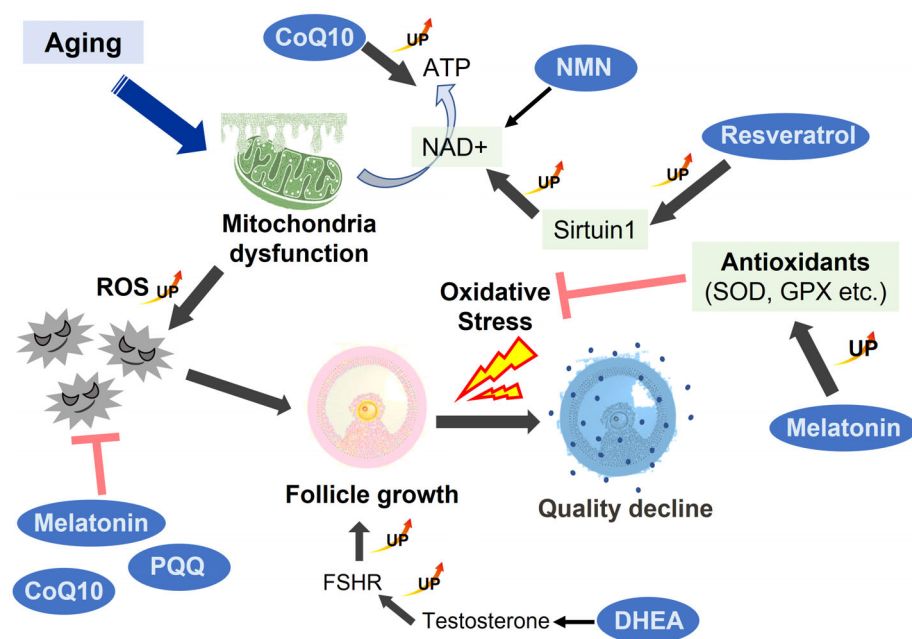 Aging
CoQ10
UP
ATP
NMN
NAD+
Resveratrol
UP
UP
Sirtuin1
Mitochondria
dysfunction
Antioxidants
(SOD, GPX etc.)
ROS
UP
Oxidative
Stress
UP
Melatonin
Follicle growth
Quality decline
Melatonin
PQQ
CoQ10
UP
FSHR
UP
Testosterone
DHEA